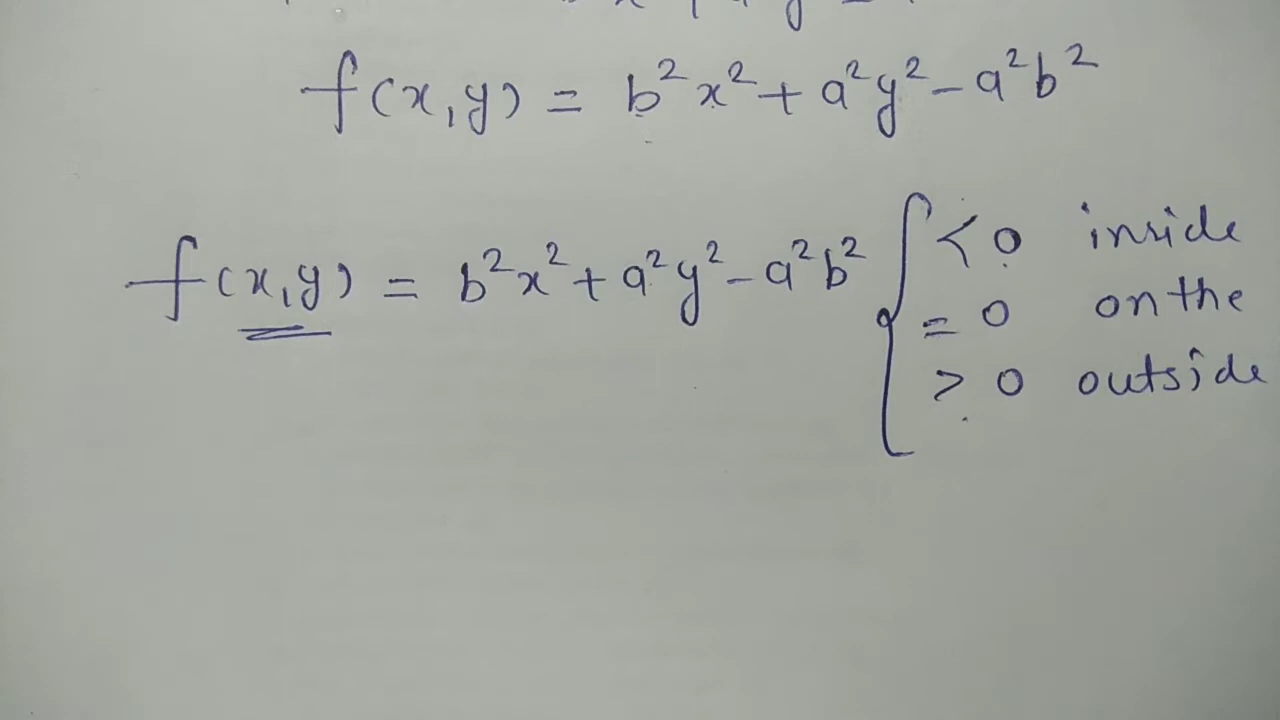 f(x,y) = b²x² + a²y² - a²b²
f(x,y) = b²x² + a²y² - a²b² { < 0 inside
= 0 on the
> 0 outside